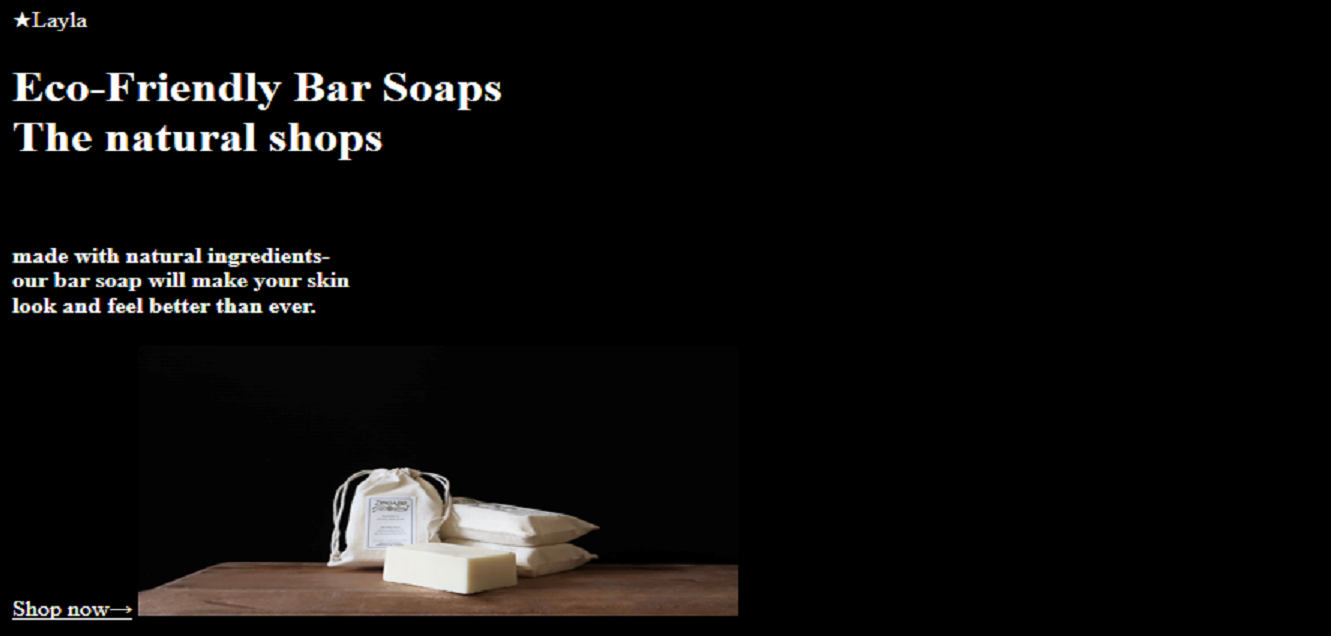 ★Layla
Eco-Friendly Bar Soaps
The natural shops
made with natural ingredients-
our bar soap will make your skin
look and feel better than ever.
Shop now→